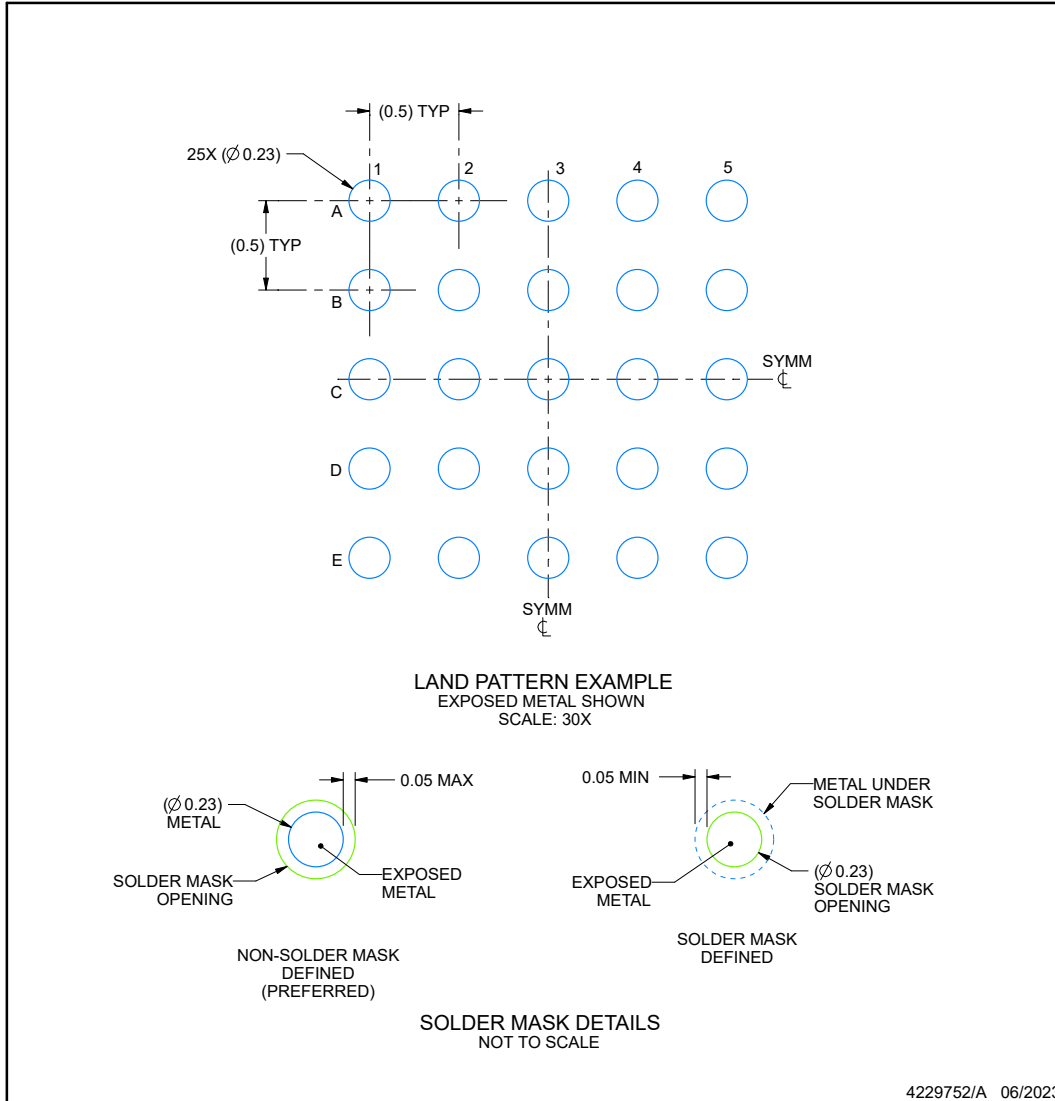 (0.5) TYP
25X (∅ 0.23)
1
2
3
4
5
A
(0.5) TYP
B
C
SYMM
℄
D
E
SYMM
℄
LAND PATTERN EXAMPLE
EXPOSED METAL SHOWN
SCALE: 30X
0.05 MAX
(∅ 0.23)
METAL
SOLDER MASK
OPENING
EXPOSED
METAL
NON-SOLDER MASK
DEFINED
(PREFERRED)
0.05 MIN
METAL UNDER
SOLDER MASK
EXPOSED
METAL
(∅ 0.23)
SOLDER MASK
OPENING
SOLDER MASK
DEFINED
SOLDER MASK DETAILS
NOT TO SCALE
4229752/A 06/2023